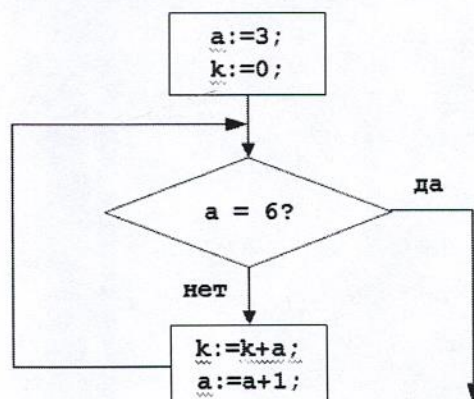 a:=3;
k:=0;
a = 6?
да
нет
k:=k+a;
a:=a+1;